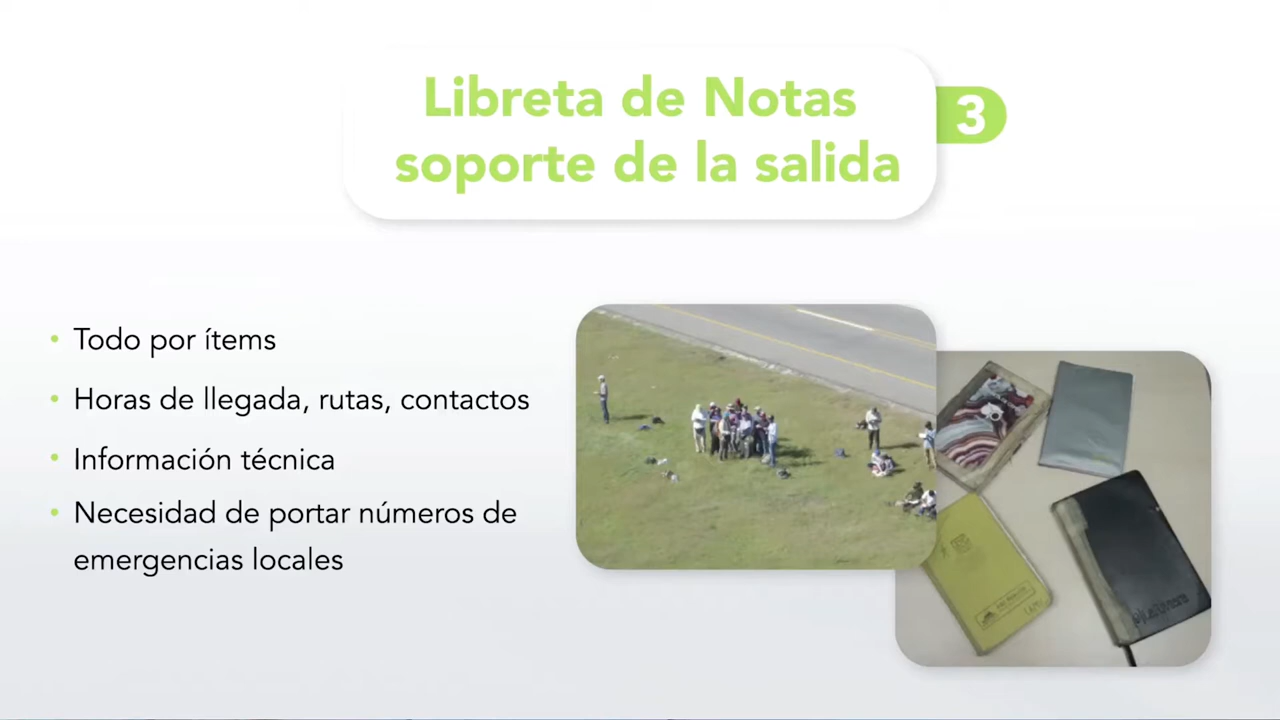 Libreta de Notas
soporte de la salida
3
• Todo por ítems
• Horas de llegada, rutas, contactos
• Información técnica
• Necesidad de portar números de
emergencias locales